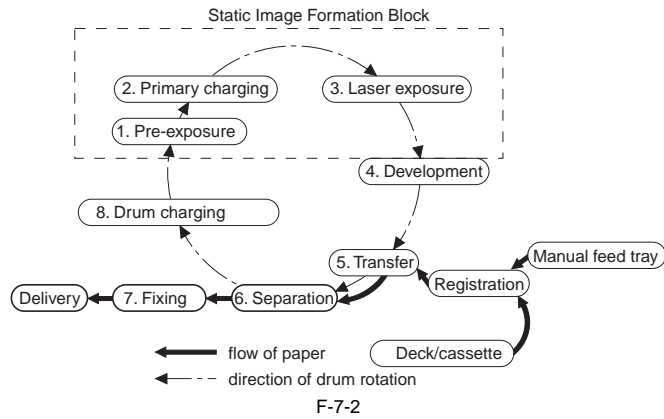 Static Image Formation Block
2. Primary charging
3. Laser exposure
1. Pre-exposure
4. Development
8. Drum charging
5. Transfer
Manual feed tray
Registration
Delivery
7. Fixing
6. Separation
Deck/cassette
flow of paper
direction of drum rotation
F-7-2